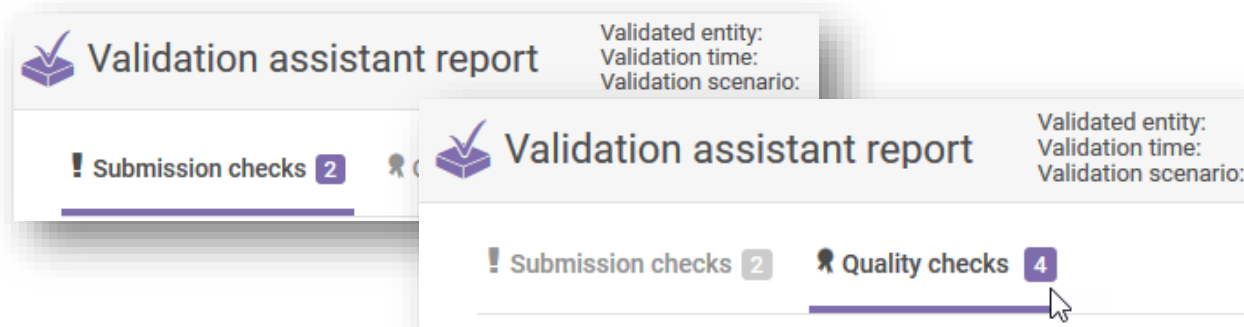 Validation assistant report
Validated entity:
Validation time:
Validation scenario:
Submission checks 2
Validation assistant report
Validated entity:
Validation time:
Validation scenario:
Submission checks 2 Quality checks 4